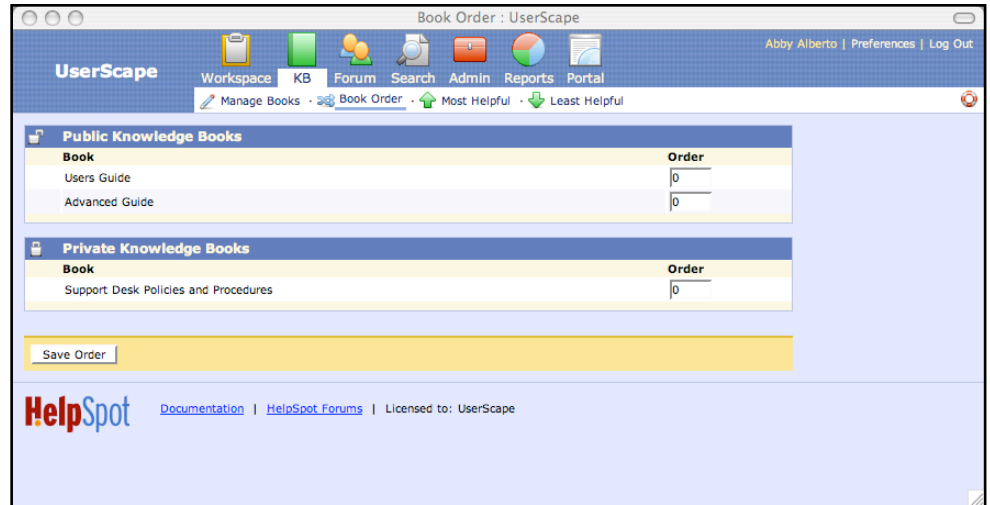 Book Order : UserScape
Abby Alberto | Preferences | Log Out
UserScape
Workspace KB Forum Search Admin Reports Portal
Manage Books · Book Order · Most Helpful · Least Helpful
Public Knowledge Books
Book Order
Users Guide 0
Advanced Guide 0
Private Knowledge Books
Book Order
Support Desk Policies and Procedures 0
Save Order
HelpSpot Documentation | HelpSpot Forums | Licensed to: UserScape